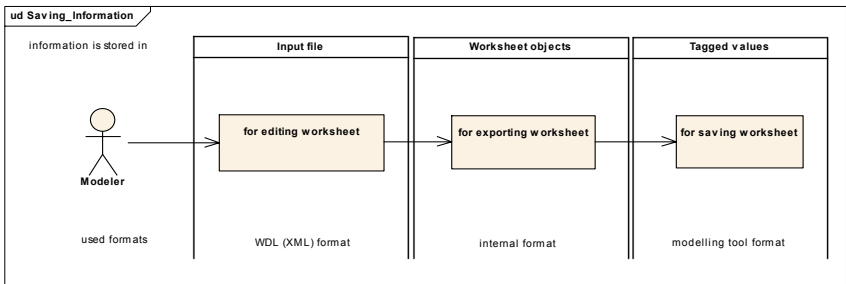 ud Saving_Information
information is stored in
Input file
Worksheet objects
Tagged values
for editing worksheet
for exporting worksheet
for saving worksheet
Modeler
used formats
WDL (XML) format
internal format
modelling tool format